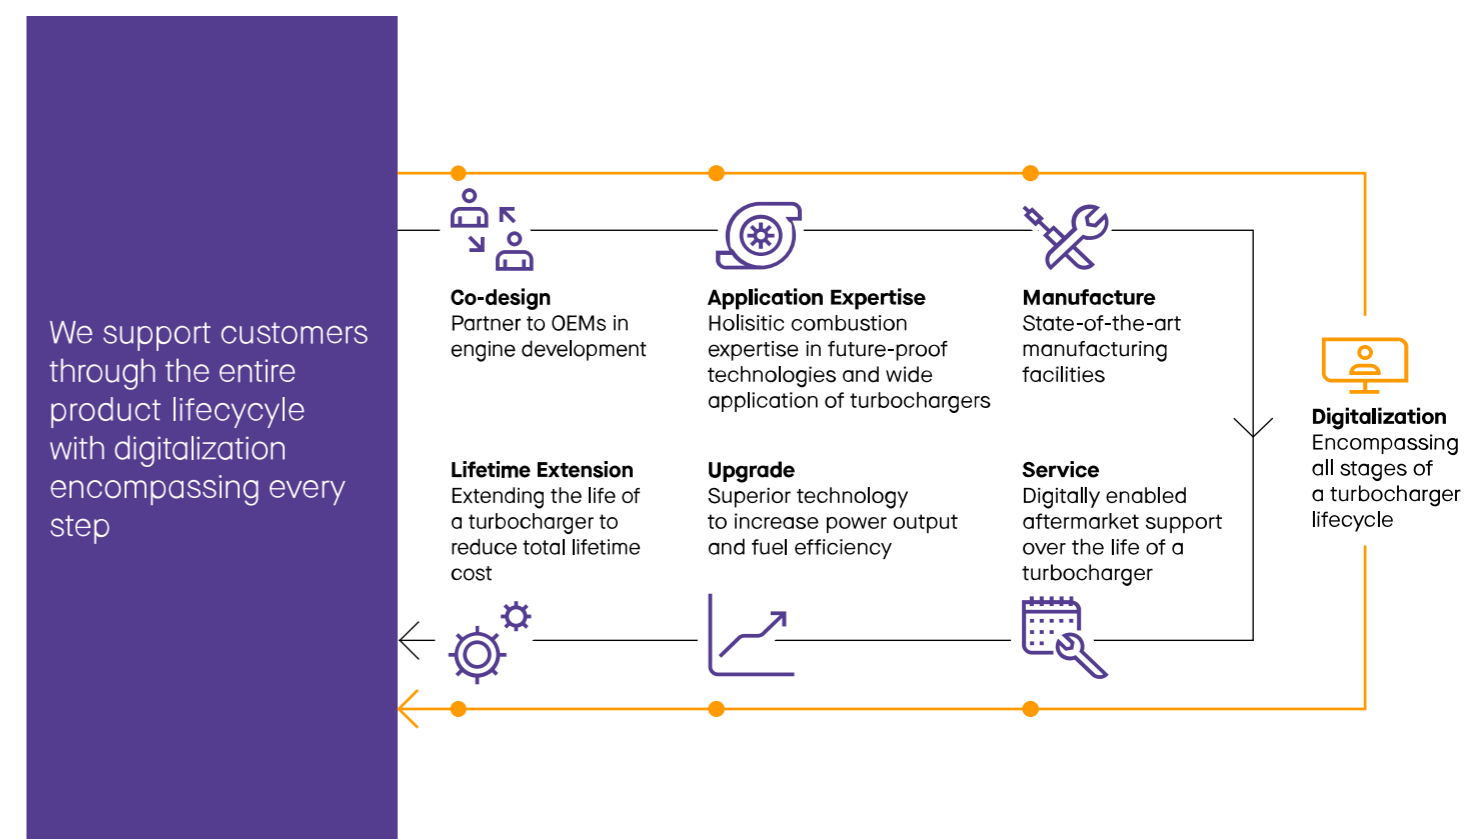 We support customers
through the entire
product lifecycyle
with digitalization
encompassing every
step
Co-design
Partner to OEMs in
engine development
Application Expertise
Holisitic combustion
expertise in future-proof
technologies and wide
application of turbochargers
Manufacture
State-of-the-art
manufacturing
facilities
Digitalization
Encompassing
all stages of
a turbocharger
lifecycle
Lifetime Extension
Extending the life of
a turbocharger to
reduce total lifetime
cost
Upgrade
Superior technology
to increase power output
and fuel efficiency
Service
Digitally enabled
aftermarket support
over the life of a
turbocharger